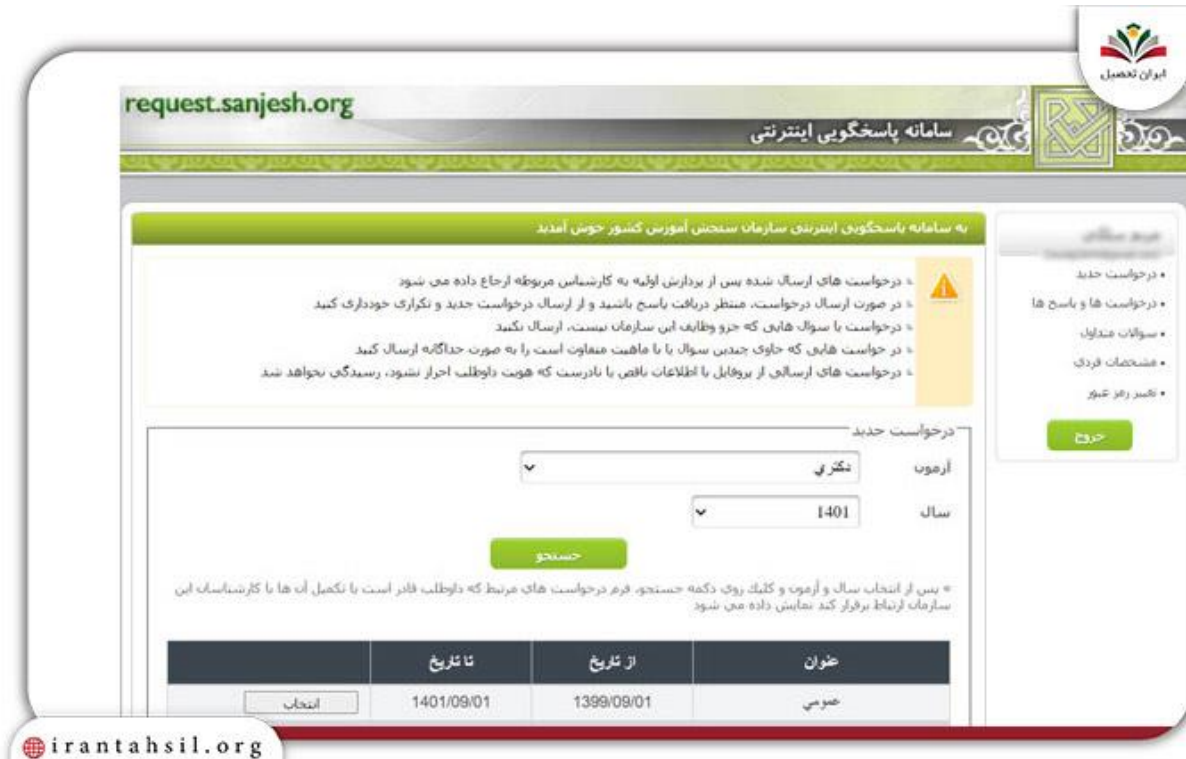 ایران تحصیل
request.sanjesh.org
سامانه پاسخگویی اینترنتی
به سامانه پاسخگویی اینترنتی سازمان سنجش آموزش کشور خوش آمدید
درخواست های ارسال شده پس از پردازش اولیه به کارشناس مربوطه ارجاع داده می شود
در صورت ارسال درخواست، منتظر دریافت پاسخ باشید و از ارسال درخواست جدید و تکراری خودداری کنید
درخواست یا سوال هایی که جزو وظایف این سازمان نیست، ارسال نکنید
در خواست هایی که حاوی چندین سوال یا با ماهیت متفاوت است را به صورت جداگانه ارسال کنید
درخواست های ارسالی از پروفایل با اطلاعات ناقص یا نادرست که هویت داوطلب احراز نشود، رسیدگی نخواهد شد
• درخواست جدید
• درخواست ها و پاسخ ها
• سوالات متداول
• مشخصات فردی
• تغییر رمز عبور
خروج
درخواست جدید
آزمون دکتري
سال 1401
جستجو
» پس از انتخاب سال و آزمون و کلیک روی دکمه جستجو، فرم درخواست های مرتبط که داوطلب قادر است با تکمیل آن ها با کارشناسان این
سازمان ارتباط برقرار کند نمایش داده می شود
عنوان از تاریخ تا تاریخ
عمومي 1399/09/01 1401/09/01 انتخاب
irantahsil.org